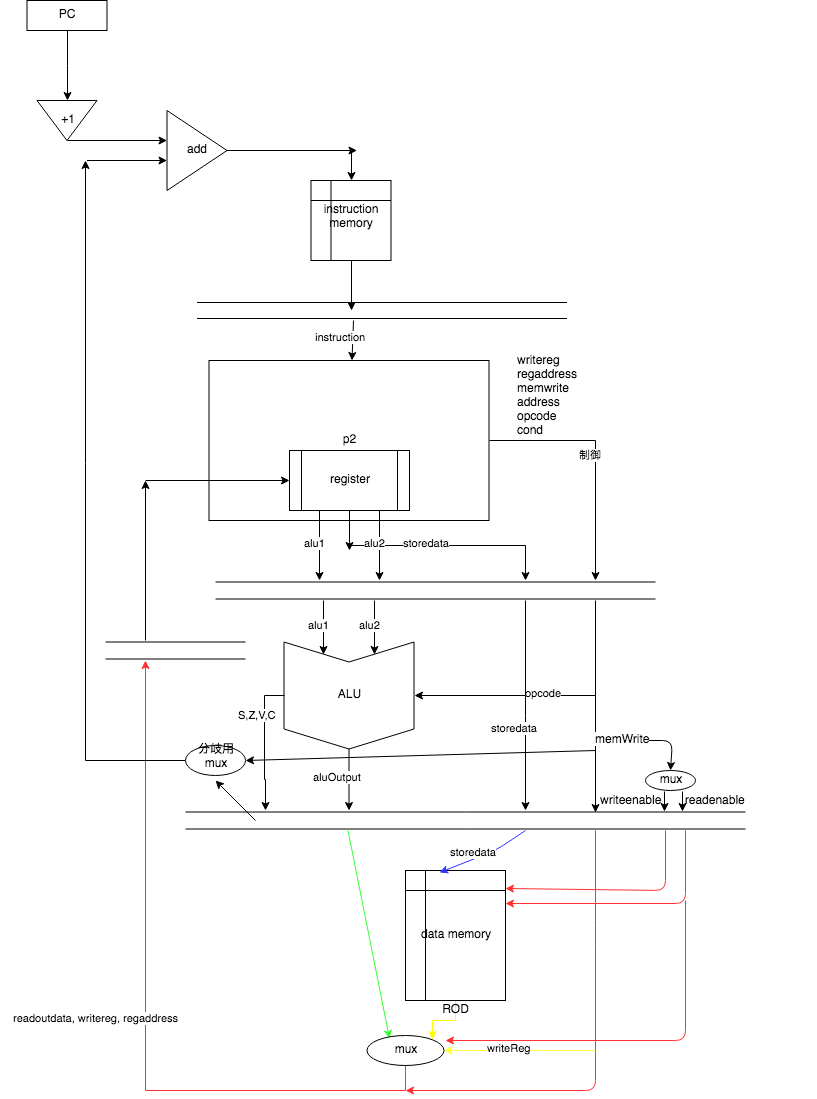 PC
+1
add
instruction
memory
instruction
writereg
regaddress
memwrite
address
opcode
cond
制御
p2
register
alu1
alu2
storedata
alu1
alu2
ALU
opcode
S,Z,V,C
storedata
memWrite
分岐用
mux
aluOutput
mux
writeenable
readenable
storedata
data memory
ROD
readoutdata, writereg, regaddress
mux
writeReg